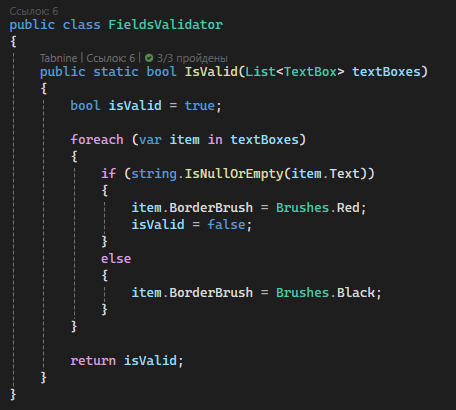 Ссылок: 6
public class FieldsValidator
{
Tabnine | Ссылок: 6 | 3/3 пройдены
public static bool IsValid(List<TextBox> textBoxes)
{
bool isValid = true;
foreach (var item in textBoxes)
{
if (string.IsNullOrEmpty(item.Text))
{
item.BorderBrush = Brushes.Red;
isValid = false;
}
else
{
item.BorderBrush = Brushes.Black;
}
}
return isValid;
}
}